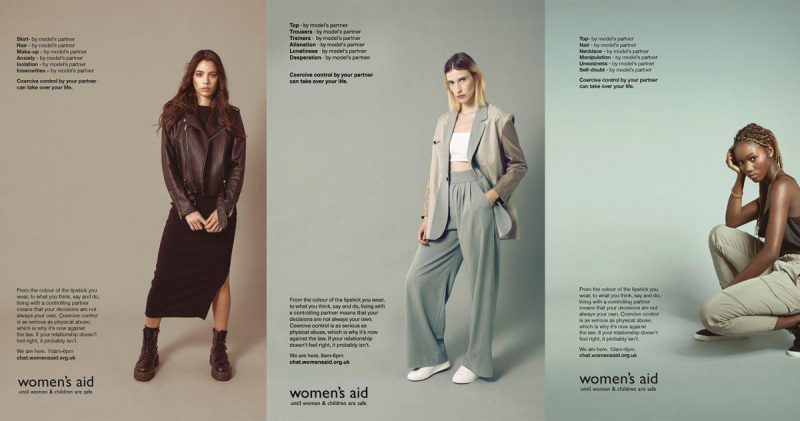 Skirt- by model's partner
Hair - by model's partner
Make-up - by model's partner
Anxiety - by model's partner
Isolation - by model's partner
Insecurities – by model's partner
Coercive control by your partner
can take over your life.
From the colour of the lipstick you
wear, to what you think, say and do,
living with a controlling partner
means that your decisions are not
always your own. Coercive control
is as serious as physical abuse,
which is why it's now against
the law. If your relationship doesn't
feel right, it probably isn't.
We are here. 10am-6pm
chat.womensaid.org.uk
women's aid
until women & children are safe
Top - by model's partner
Trousers - by model's partner
Trainers - by model's partner
Alienation - by model's partner
Loneliness - by model's partner
Desperation - by model's partner
Coercive control by your partner
can take over your life.
From the colour of the lipstick you wear,
to what you think, say and do, living with
a controlling partner means that your
decisions are not always your own.
Coercive control is as serious as
physical abuse, which is why it's now
against the law. If your relationship
doesn't feel right, it probably isn't.
We are here. 8am-6pm
chat.womensaid.org.uk
women's aid
until women & children are safe
Top- by model's partner
Hair - by model's partner
Necklace - by model's partner
Manipulation - by model's partner
Uneasiness - by model's partner
Self-doubt - by model's partner
Coercive control by your partner
can take over your life.
From the colour of the lipstick you
wear, to what you think, say and do,
living with a controlling partner
means that your decisions are not
always your own. Coercive control
is as serious as physical abuse,
which is why it's now against
the law. If your relationship doesn't
feel right, it probably isn't.
We are here. 10am-6pm
chat.womensaid.org.uk
women's aid
until women & children are safe